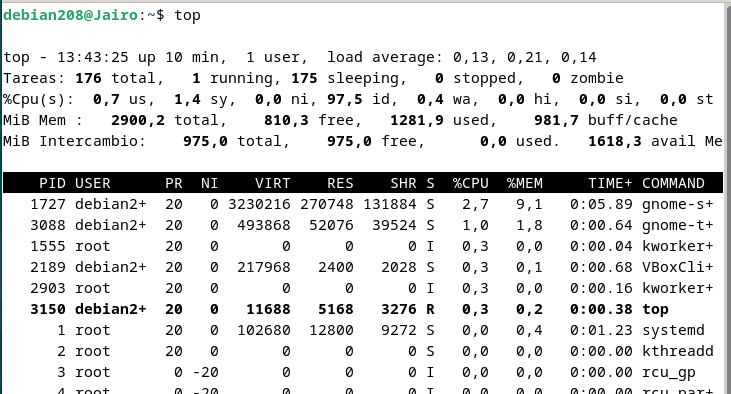 debian208@Jairo:~$ top
top - 13:43:25 up 10 min,  1 user,  load average: 0,13, 0,21, 0,14
Tareas: 176 total,   1 running, 175 sleeping,   0 stopped,   0 zombie
%Cpu(s):  0,7 us,  1,4 sy,  0,0 ni, 97,5 id,  0,4 wa,  0,0 hi,  0,0 si,  0,0 st
MiB Mem :   2900,2 total,    810,3 free,   1281,9 used,    981,7 buff/cache
MiB Intercambio:    975,0 total,    975,0 free,      0,0 used.   1618,3 avail Me
PID USER      PR  NI    VIRT    RES    SHR S  %CPU  %MEM     TIME+ COMMAND
1727 debian2+  20   0 3230216 270748 131884 S   2,7   9,1   0:05.89 gnome-s+
3088 debian2+  20   0  493868  52076  39524 S   1,0   1,8   0:00.64 gnome-t+
1555 root      20   0       0      0      0 I   0,3   0,0   0:00.04 kworker+
2189 debian2+  20   0  217968   2400   2028 S   0,3   0,1   0:00.68 VBoxCli+
2903 root      20   0       0      0      0 I   0,3   0,0   0:00.16 kworker+
3150 debian2+  20   0   11688   5168   3276 R   0,3   0,2   0:00.38 top
1 root      20   0  102680  12800   9272 S   0,0   0,4   0:01.23 systemd
2 root      20   0       0      0      0 S   0,0   0,0   0:00.00 kthreadd
3 root       0 -20       0      0      0 I   0,0   0,0   0:00.00 rcu_gp
4 root       0 -20       0      0      0 I   0,0   0,0   0:00.00 rcu_par+